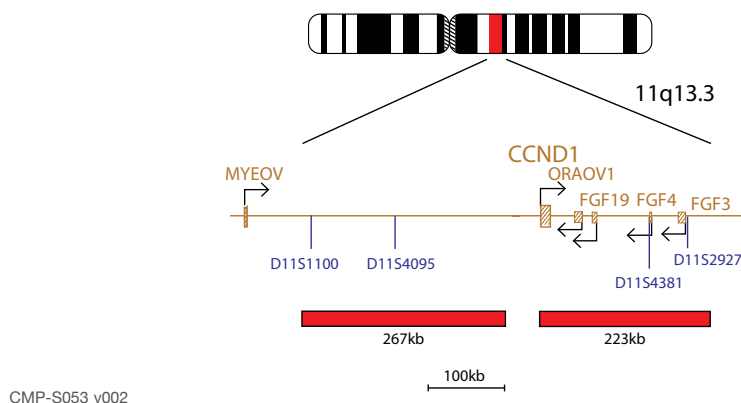 11q13.3
CCND1
MYEOV
ORAOV1
FGF19
FGF4
FGF3
D11S1100
D11S4095
D11S2927
D11S4381
267kb
223kb
100kb
CMP-S053 v002